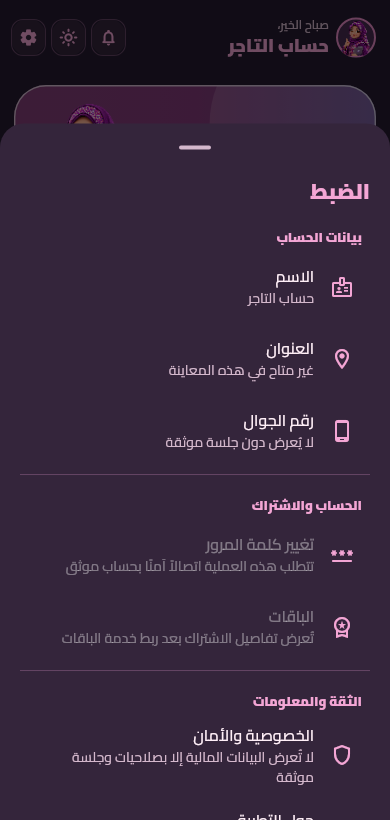 صباح الخير،
حساب التاجر
الضبط
بيانات الحساب
الاسم
حساب التاجر
العنوان
غير متاح في هذه المعاينة
رقم الجوال
لا يُعرض دون جلسة موثقة
الحساب والاشتراك
تغيير كلمة المرور
تتطلب هذه العملية اتصالاً آمنًا بحساب موثق
الباقات
تُعرض تفاصيل الاشتراك بعد ربط خدمة الباقات
الثقة والمعلومات
الخصوصية والأمان
لا تُعرض البيانات المالية إلا بصلاحيات وجلسة
موثقة